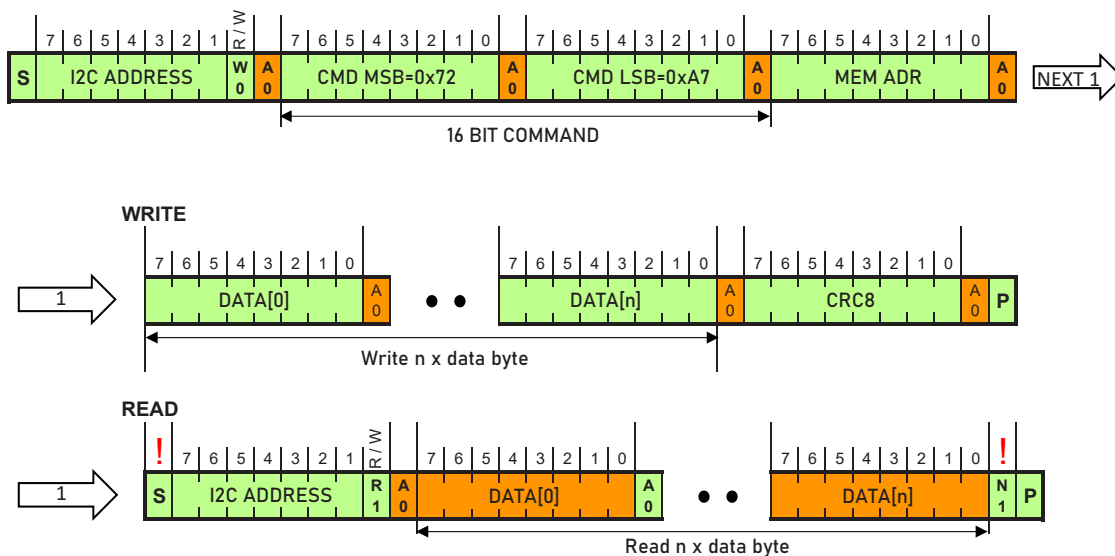 7 6 5 4 3 2 1 R / W 7 6 5 4 3 2 1 0 7 6 5 4 3 2 1 0 7 6 5 4 3 2 1 0
S I2C ADDRESS W 0 A 0 CMD MSB=0x72 A 0 CMD LSB=0xA7 A 0 MEM ADR A 0 NEXT 1
16 BIT COMMAND
WRITE
7 6 5 4 3 2 1 0 7 6 5 4 3 2 1 0 7 6 5 4 3 2 1 0
1 DATA[0] A 0 • • DATA[n] A 0 CRC8 A 0 P
Write n x data byte
READ
! 7 6 5 4 3 2 1 R / W 7 6 5 4 3 2 1 0 7 6 5 4 3 2 1 0 !
1 S I2C ADDRESS R 1 A 0 DATA[0] A 0 • • DATA[n] N 1 P
Read n x data byte